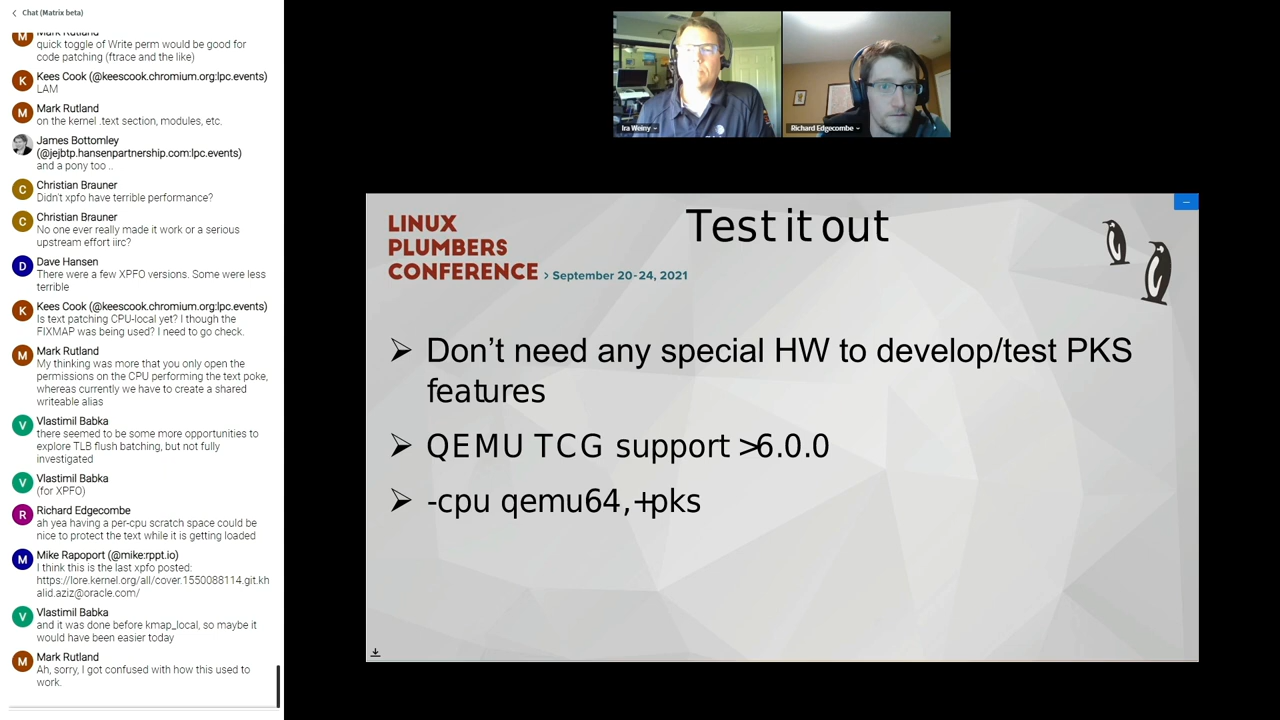 Chat (Matrix beta)
Mark Rutland
quick toggle of Write perm would be good for
code patching (ftrace and the like)
K
Kees Cook (@keescook.chromium.org:lpc.events)
LAM
M
Mark Rutland
on the kernel .text section, modules, etc.
James Bottomley
(@jejbtp.hansenpartnership.com:lpc.events)
and a pony too ..
C
Christian Brauner
Didn't xpfo have terrible performance?
C
Christian Brauner
No one ever really made it work or a serious
upstream effort iirc?
D
Dave Hansen
There were a few XPFO versions. Some were less
terrible
K
Kees Cook (@keescook.chromium.org:lpc.events)
Is text patching CPU-local yet? I though the
FIXMAP was being used? I need to go check.
M
Mark Rutland
My thinking was more that you only open the
permissions on the CPU performing the text poke,
whereas currently we have to create a shared
writeable alias
V
Vlastimil Babka
there seemed to be some more opportunities to
explore TLB flush batching, but not fully
investigated
V
Vlastimil Babka
(for XPFO)
R
Richard Edgecombe
ah yea having a per-cpu scratch space could be
nice to protect the text while it is getting loaded
M
Mike Rapoport (@mike:rppt.io)
I think this is the last xpfo posted:
https://lore.kernel.org/all/cover.1550088114.git.kh
alid.aziz@oracle.com/
V
Vlastimil Babka
and it was done before kmap_local, so maybe it
would have been easier today
M
Mark Rutland
Ah, sorry, I got confused with how this used to
work.
Ira Weiny
Richard Edgecombe
LINUX
PLUMBERS
CONFERENCE > September 20-24, 2021
Test it out
Don't need any special HW to develop/test PKS
features
QEMU TCG support >6.0.0
-cpu qemu64,+pks